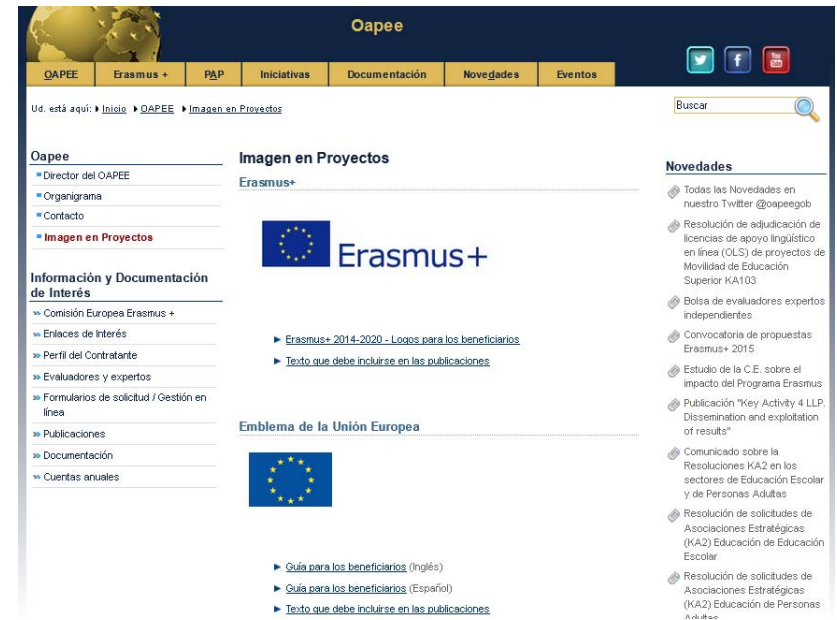 Oapee
OAPEE
Erasmus +
PAP
Iniciativas
Documentación
Novedades
Eventos
You Tube
Ud. está aquí: Inicio OAPEE Imagen en Proyectos
Buscar
Oapee
Director del OAPEE
Organigrama
Contacto
Imagen en Proyectos
Información y Documentación
de Interés
Comisión Europea Erasmus +
Enlaces de Interés
Perfil del Contratante
Evaluadores y expertos
Formularios de solicitud / Gestión en
línea
Publicaciones
Documentación
Cuentas anuales
Imagen en Proyectos
Erasmus+
Erasmus+
Erasmus+ 2014-2020 - Logos para los beneficiarios
Texto que debe incluirse en las publicaciones
Emblema de la Unión Europea
Guía para los beneficiarios (Inglés)
Guía para los beneficiarios (Español)
Texto que debe incluirse en las publicaciones
Novedades
Todas las Novedades en
nuestro Twitter @oapeegob
Resolución de adjudicación de
licencias de apoyo lingüístico
en línea (OLS) de proyectos de
Movilidad de Educación
Superior KA103
Bolsa de evaluadores expertos
independientes
Convocatoria de propuestas
Erasmus+ 2015
Estudio de la C.E. sobre el
impacto del Programa Erasmus
Publicación "Key Activity 4 LLP.
Dissemination and exploitation
of results"
Comunicado sobre la
Resoluciones KA2 en los
sectores de Educación Escolar
y de Personas Adultas
Resolución de solicitudes de
Asociaciones Estratégicas
(KA2) Educación de Educación
Escolar
Resolución de solicitudes de
Asociaciones Estratégicas
(KA2) Educación de Personas
Adultas